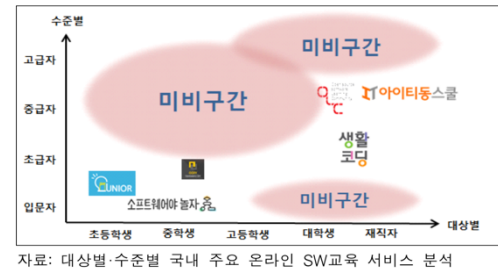 수준별
고급자
중급자
초급자
입문자
미비구간
미비구간
미비구간
아이티동스쿨
생활
코딩
UNIOR
소프트웨어야 놀자
초등학생
중학생
고등학생
대학생
재직자
대상별
자료: 대상별·수준별 국내 주요 온라인 SW교육 서비스 분석